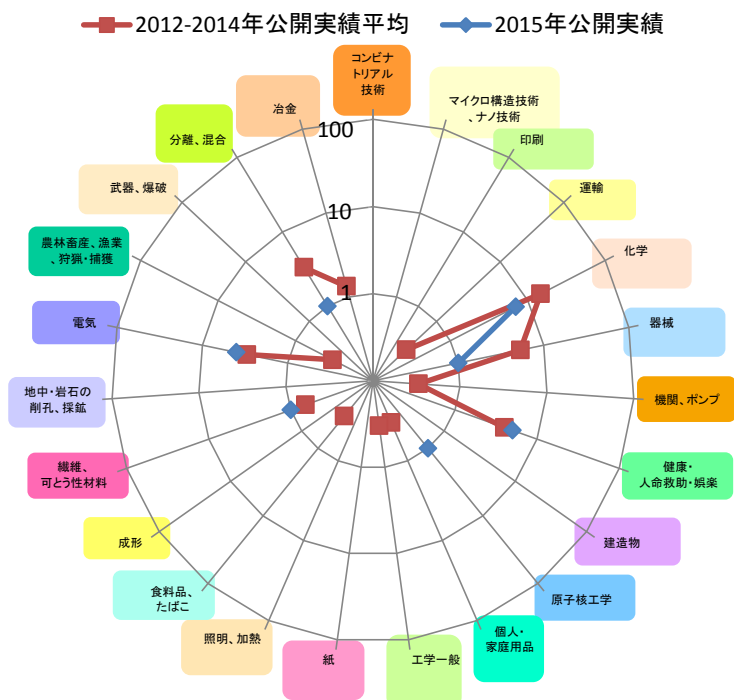 2012-2014年公開実績平均
2015年公開実績
コンビナ
トリアル
技術
マイクロ構造技術
、ナノ技術
印刷
運輸
化学
器械
機関、ポンプ
健康・
人命救助・娯楽
建造物
原子核工学
個人・
家庭用品
工学一般
紙
照明、加熱
食料品、
たばこ
成形
繊維、
可とう性材料
地中・岩石の
削孔、採鉱
電気
農林畜産、漁業
、狩猟・捕獲
武器、爆破
分離、混合
冶金
100
10
1